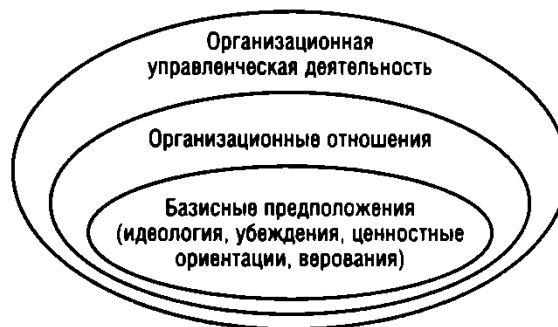 Организационная
управленческая деятельность
Организационные отношения
Базисные предположения
(идеология, убеждения, ценностные
ориентации, верования)